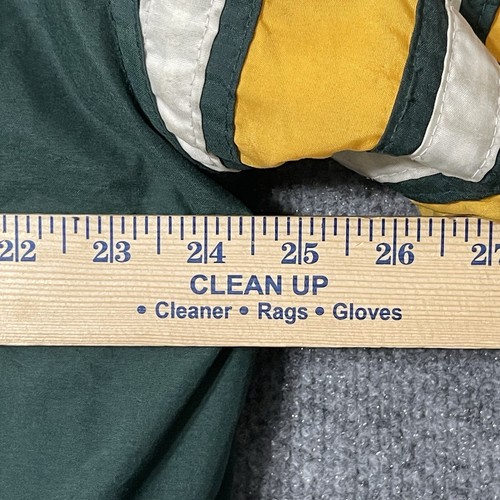 22 23 24 25 26 27
CLEAN UP
• Cleaner • Rags • Gloves